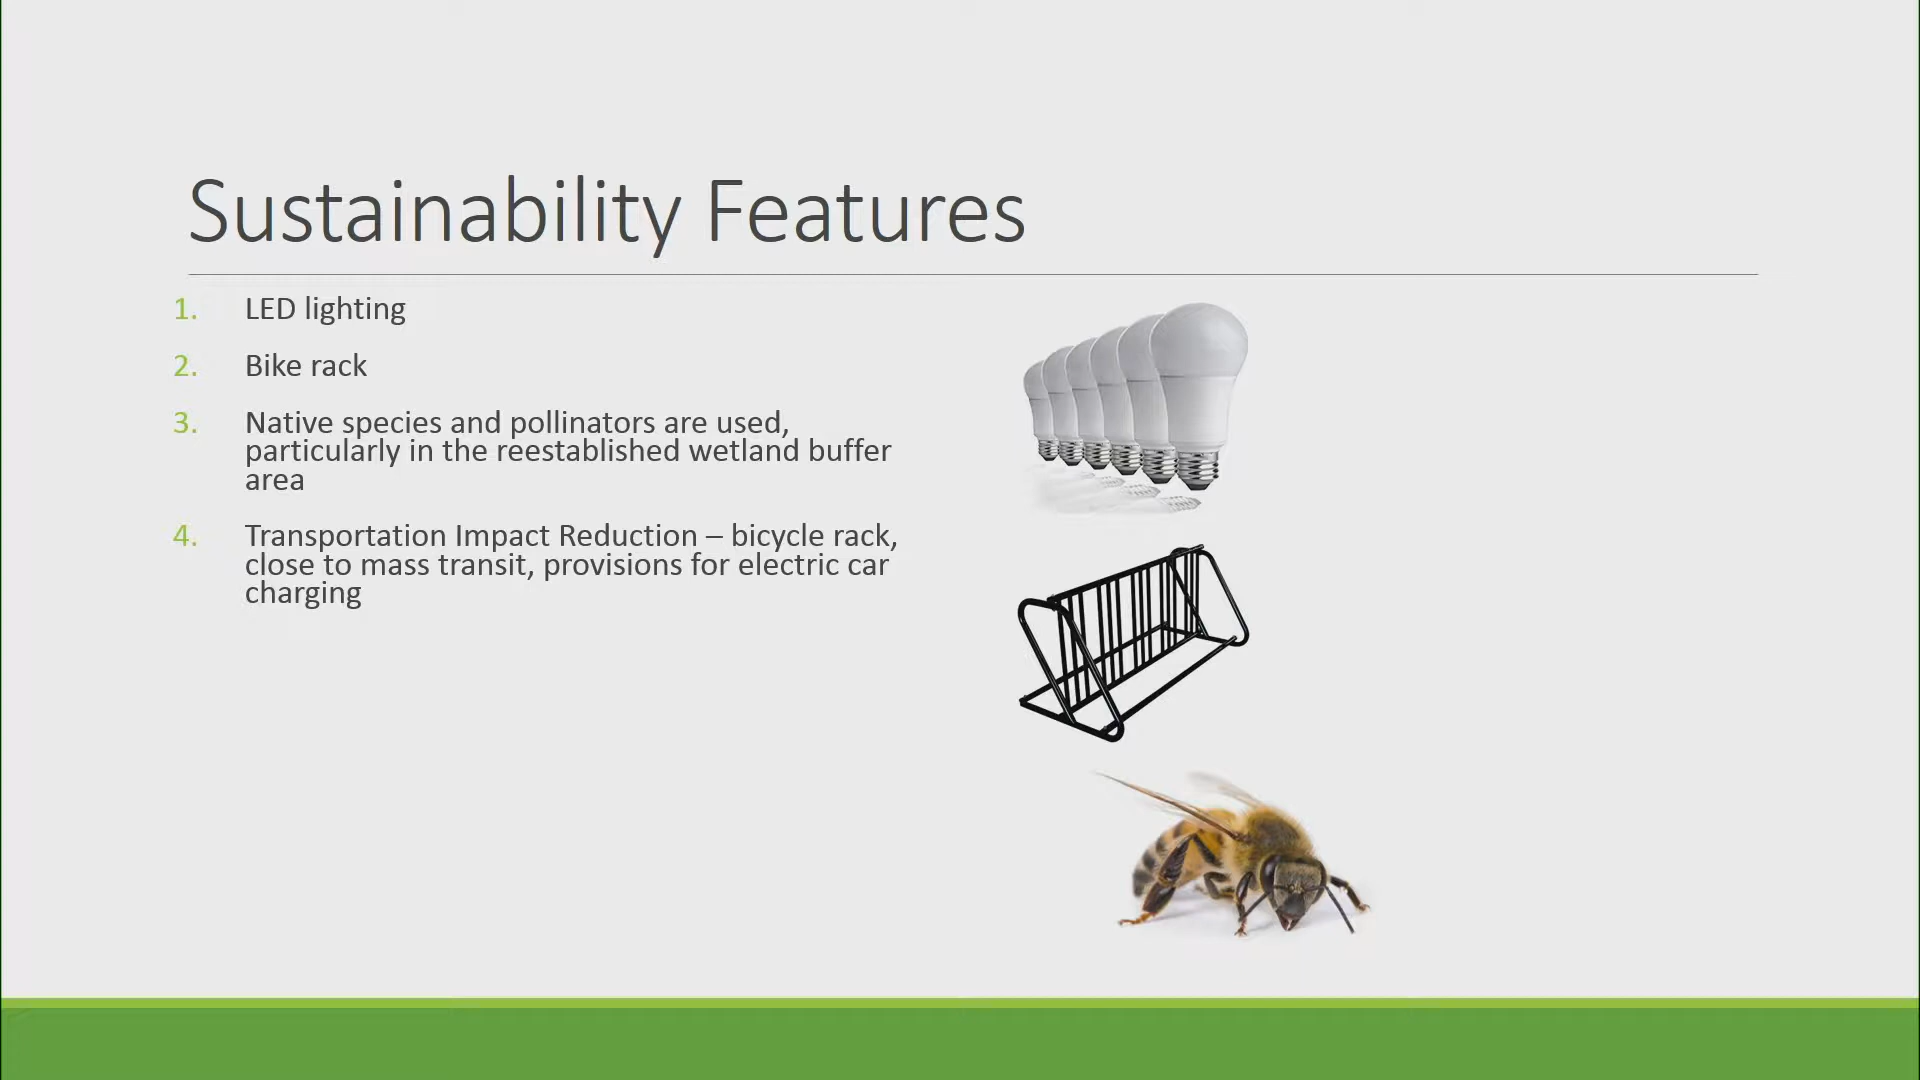 Sustainability Features
1. LED lighting
2. Bike rack
3. Native species and pollinators are used,
particularly in the reestablished wetland buffer
area
4. Transportation Impact Reduction – bicycle rack,
close to mass transit, provisions for electric car
charging